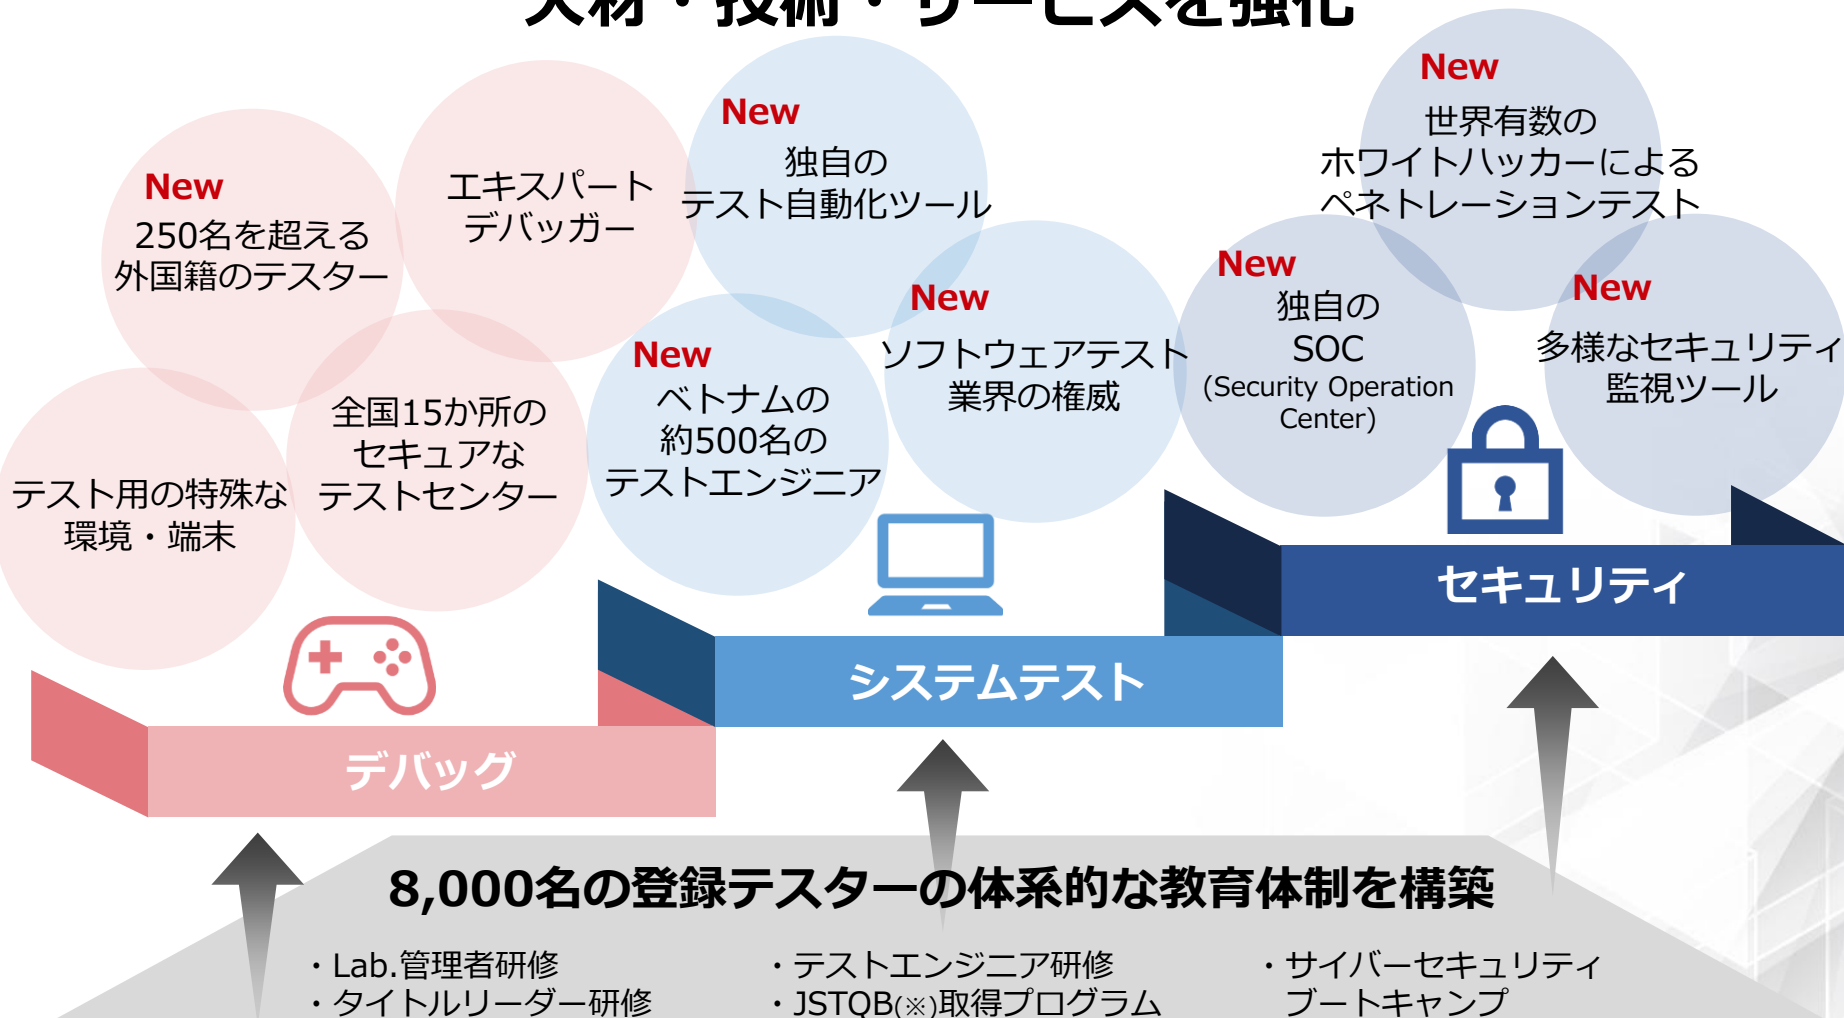 人材・技術・サービスを強化
New
250名を超える
外国籍のテスター
エキスパート
デバッガー
テスト用の特殊な
環境・端末
全国15か所の
セキュアな
テストセンター
New
独自の
テスト自動化ツール
New
ベトナムの
約500名の
テストエンジニア
New
ソフトウェアテスト
業界の権威
New
世界有数の
ホワイトハッカーによる
ペネトレーションテスト
New
独自の
SOC
(Security Operation
Center)
New
多様なセキュリティ
監視ツール
デバッグ
システムテスト
セキュリティ
8,000名の登録テスターの体系的な教育体制を構築
・Lab.管理者研修
・タイトルリーダー研修
・テストエンジニア研修
・JSTQB(※)取得プログラム
・サイバーセキュリティ
ブートキャンプ